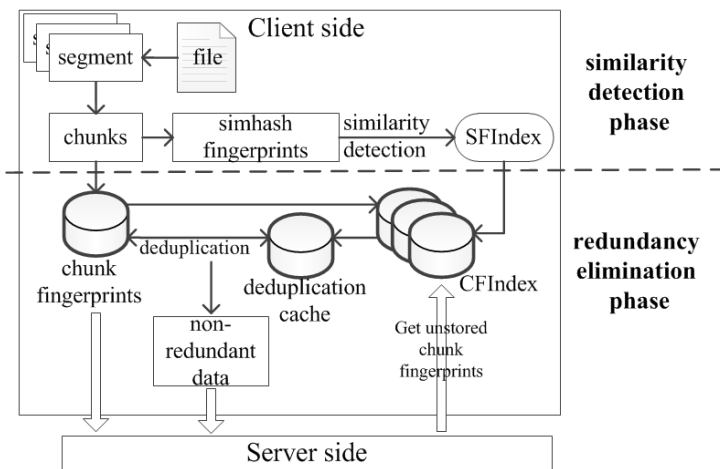 Client side
s
s
segment
file
similarity
detection
phase
chunks
simhash
fingerprints
similarity
detection
SFIndex
deduplication
chunk
fingerprints
deduplication
cache
CFIndex
redundancy
elimination
phase
non-
redundant
data
Get unstored
chunk
fingerprints
Server side